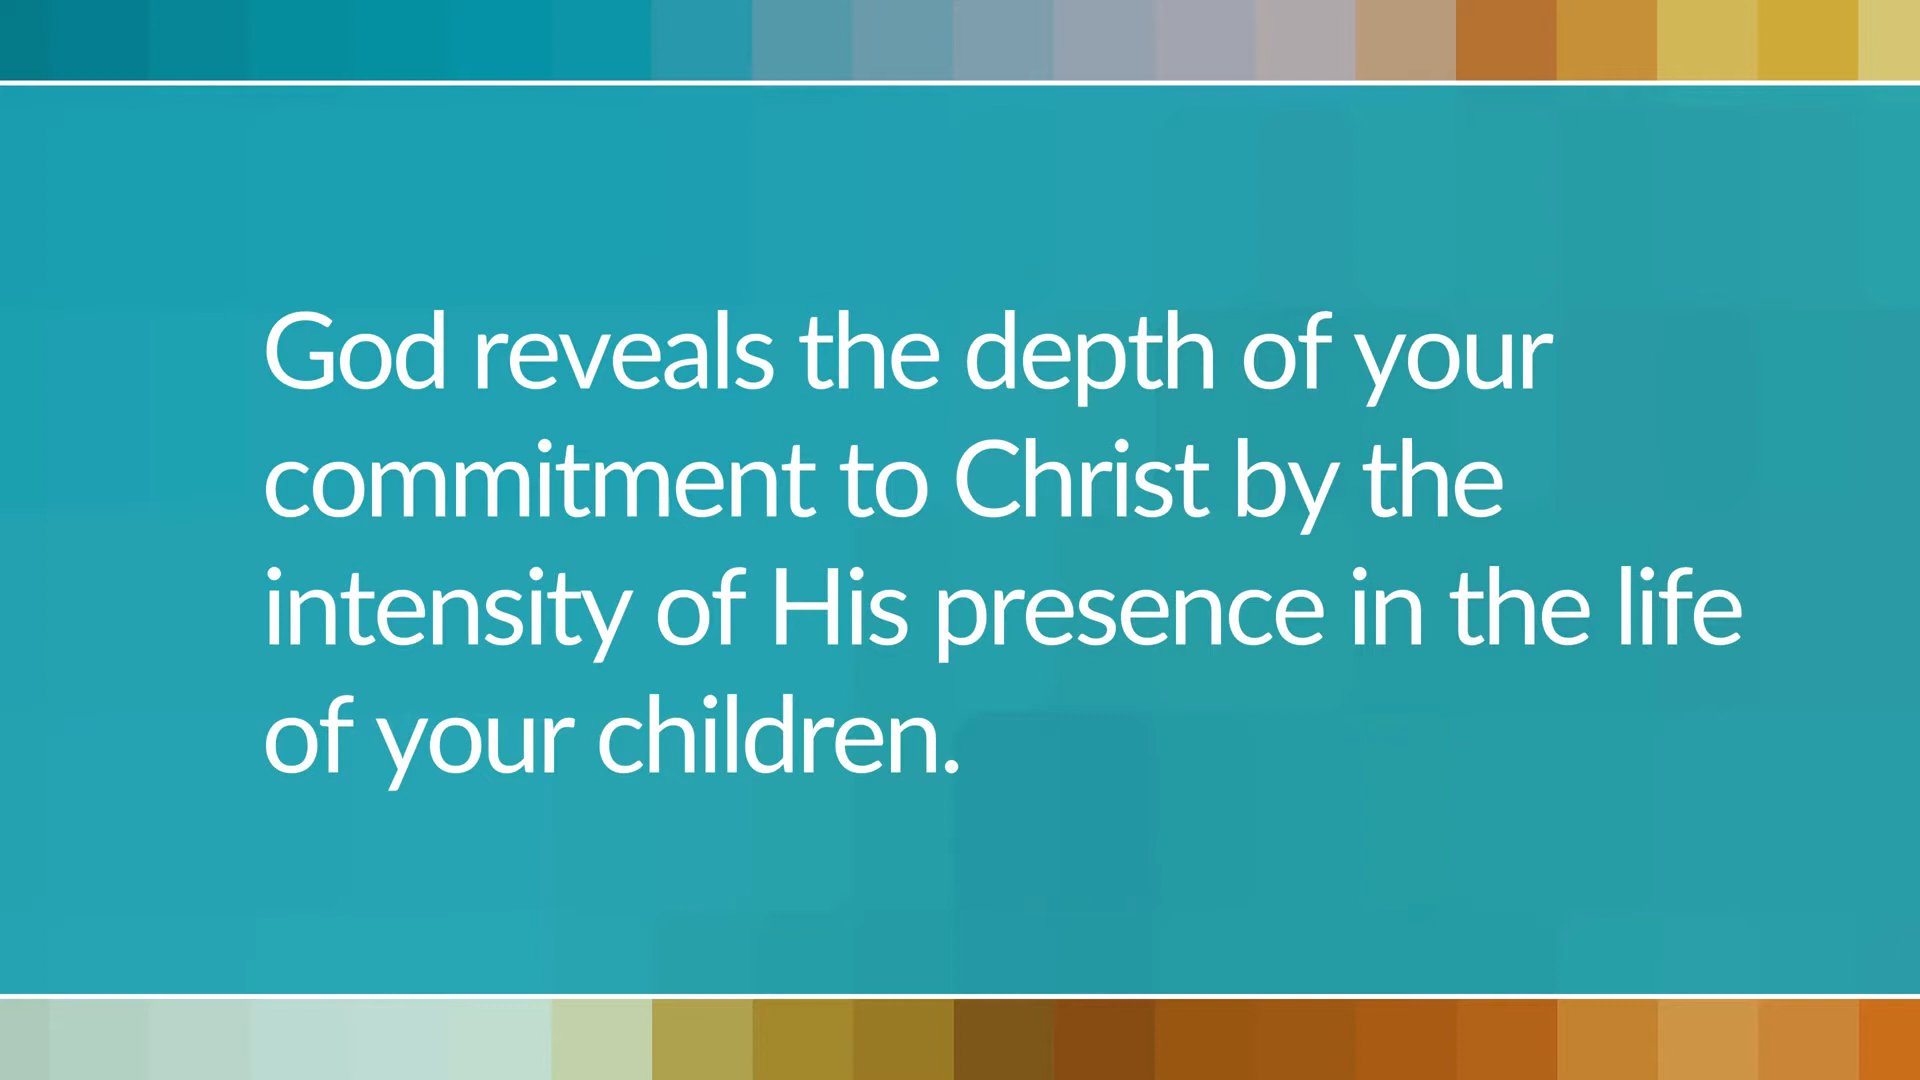 God reveals the depth of your
commitment to Christ by the
intensity of His presence in the life
of your children.